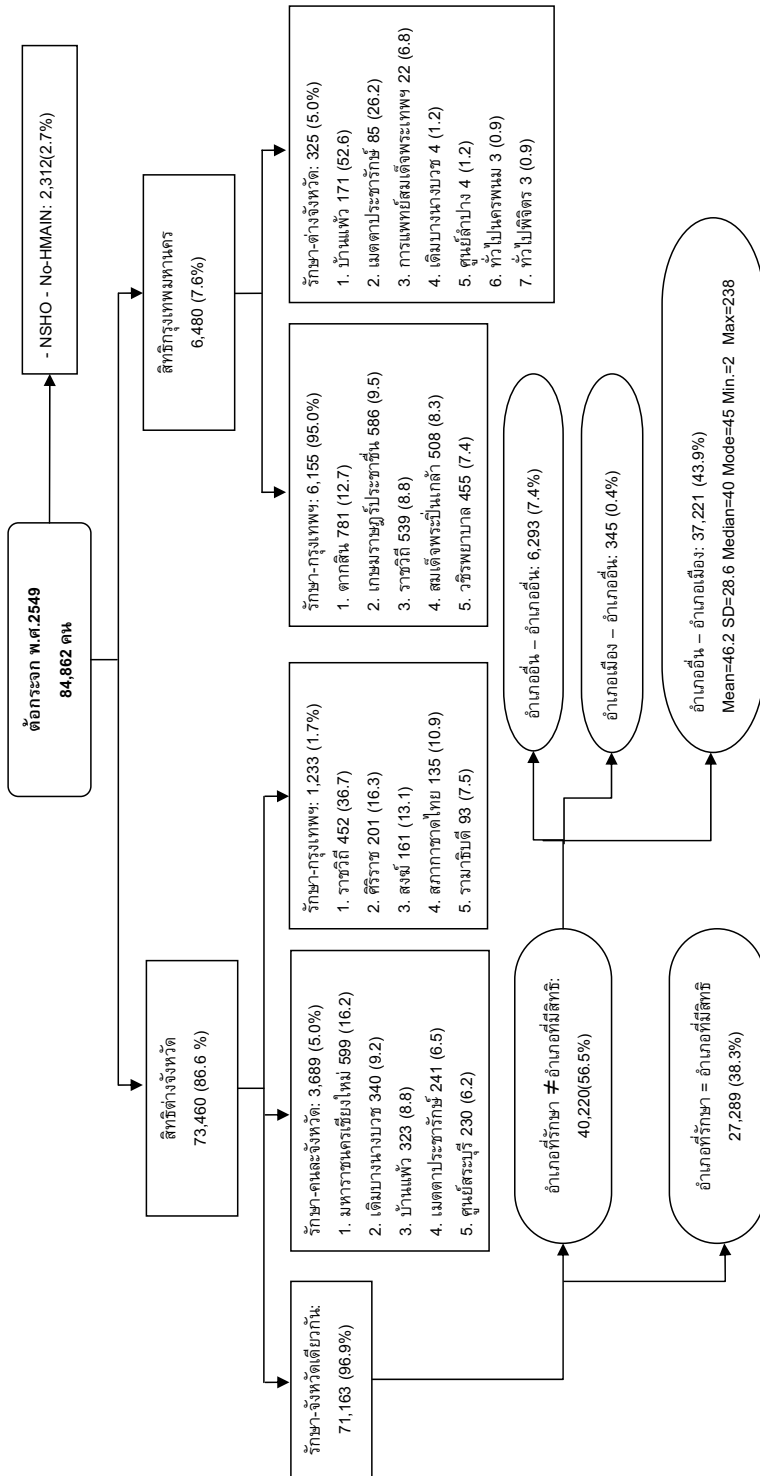 ต้อกระจก พ.ศ.2549
84,862 คน
- NSHO - No-HMAIN: 2,312(2.7%)
สิทธิต่างจังหวัด
73,460 (86.6 %)
สิทธิกรุงเทพมหานคร
6,480 (7.6%)
รักษา-จังหวัดเดียวกัน:
71,163 (96.9%)
รักษา-คนละจังหวัด: 3,689 (5.0%)
1. มหาราชนครเชียงใหม่ 599 (16.2)
2. เดิมบางนางบวช 340 (9.2)
3. บ้านแพ้ว 323 (8.8)
4. เมตตาประชารักษ์ 241 (6.5)
5. ศูนย์สระบุรี 230 (6.2)
รักษา-กรุงเทพฯ: 1,233 (1.7%)
1. ราชวิถี 452 (36.7)
2. ศิริราช 201 (16.3)
3. สงฆ์ 161 (13.1)
4. สภากาชาดไทย 135 (10.9)
5. รามาธิบดี 93 (7.5)
รักษา-กรุงเทพฯ: 6,155 (95.0%)
1. ตากสิน 781 (12.7)
2. เกษมราษฎร์ประชาชื่น 586 (9.5)
3. ราชวิถี 539 (8.8)
4. สมเด็จพระปิ่นเกล้า 508 (8.3)
5. วชิรพยาบาล 455 (7.4)
รักษา-ต่างจังหวัด: 325 (5.0%)
1. บ้านแพ้ว 171 (52.6)
2. เมตตาประชารักษ์ 85 (26.2)
3. การแพทย์สมเด็จพระเทพฯ 22 (6.8)
4. เดิมบางนางบวช 4 (1.2)
5. ศูนย์ลำปาง 4 (1.2)
6. ทั่วไปนครพนม 3 (0.9)
7. ทั่วไปพิจิตร 3 (0.9)
อำเภอที่รักษา ≠ อำเภอที่มีสิทธิ:
40,220(56.5%)
อำเภอที่รักษา = อำเภอที่มีสิทธิ
27,289 (38.3%)
อำเภออื่น – อำเภออื่น: 6,293 (7.4%)
อำเภอเมือง – อำเภออื่น: 345 (0.4%)
อำเภออื่น – อำเภอเมือง: 37,221 (43.9%)
Mean=46.2 SD=28.6 Median=40 Mode=45 Min.=2 Max=238